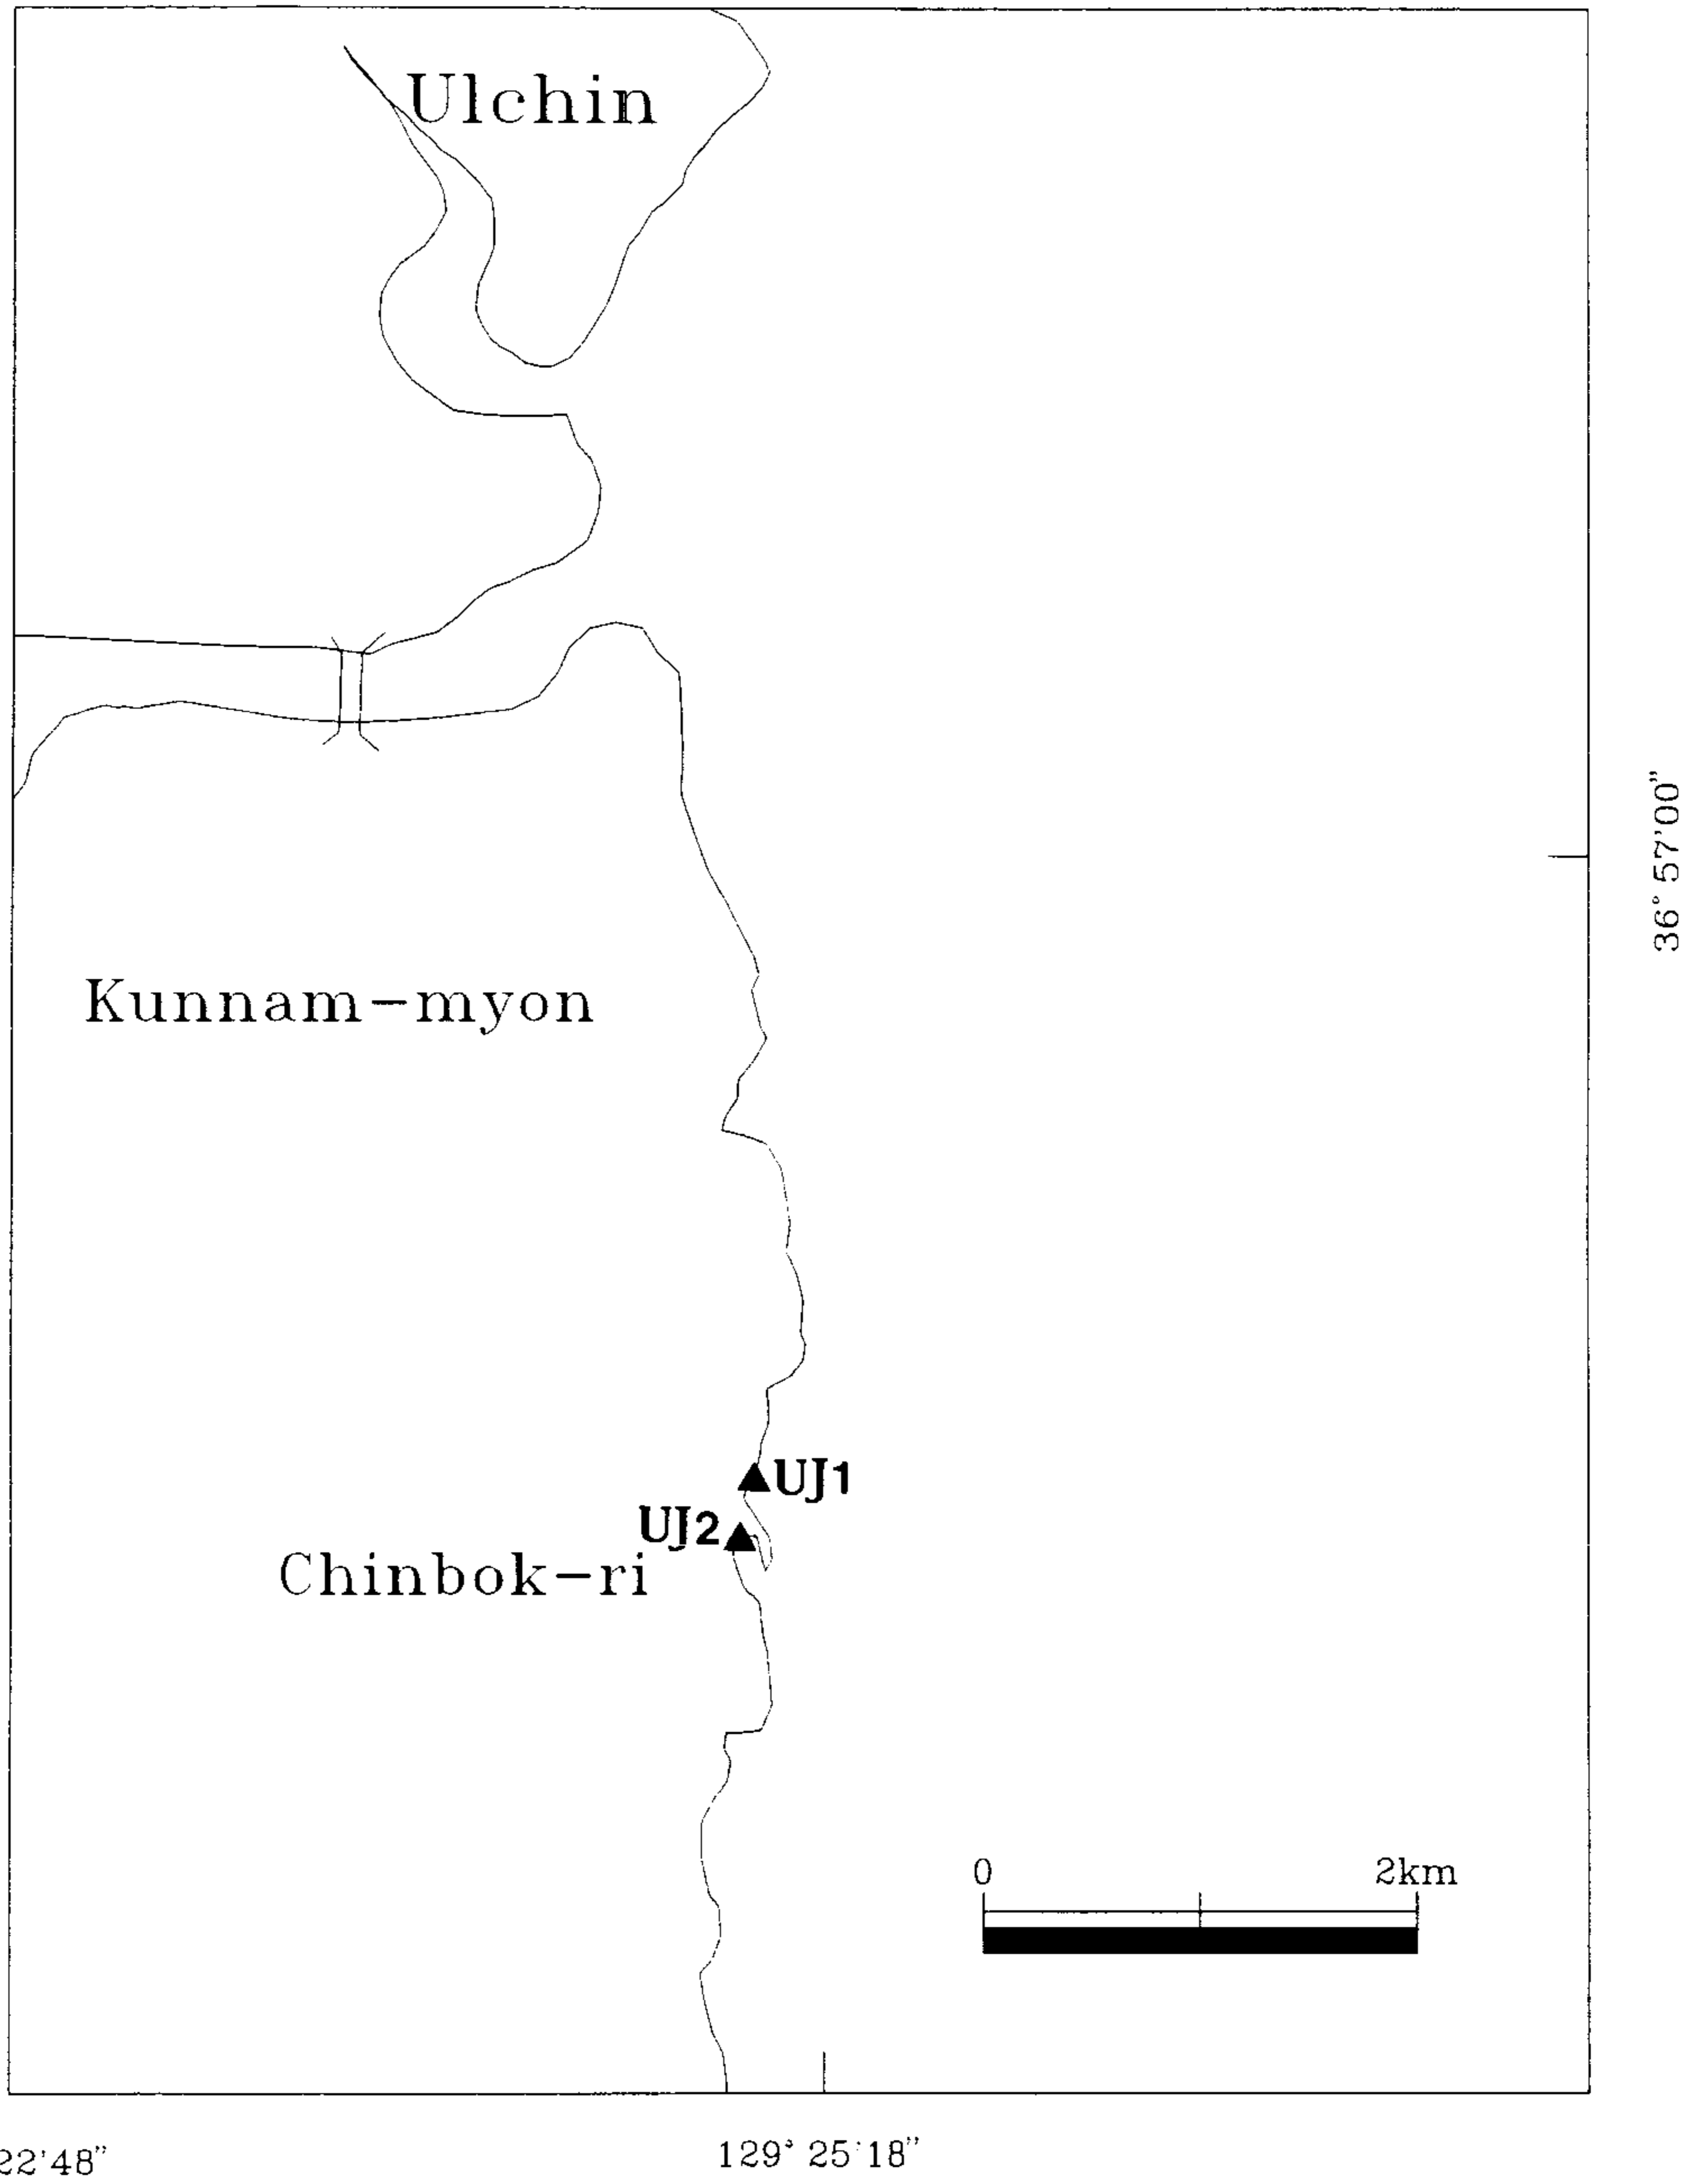 Ulchin
36° 57'00"
Kunnam-myon
UJ1
UJ2
Chinbok-ri
0 2km
22'48"
129° 25'18"